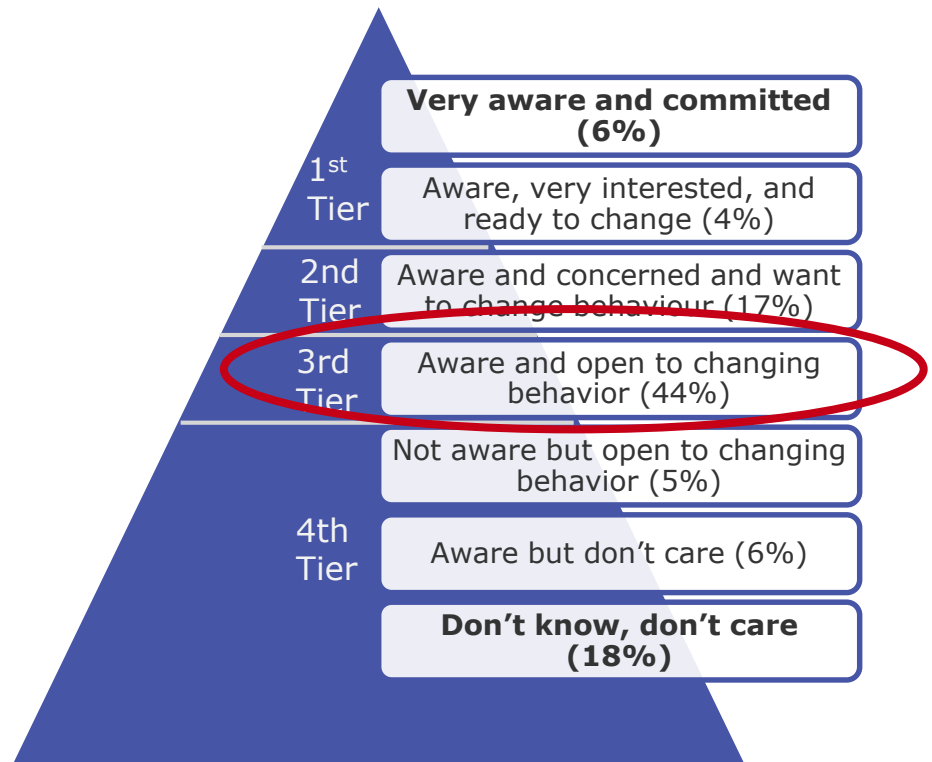 Very aware and committed
(6%)
1st
Tier
Aware, very interested, and
ready to change (4%)
2nd
Tier
Aware and concerned and want
to change behaviour (17%)
3rd
Tier
Aware and open to changing
behavior (44%)
Not aware but open to changing
behavior (5%)
4th
Tier
Aware but don’t care (6%)
Don’t know, don’t care
(18%)